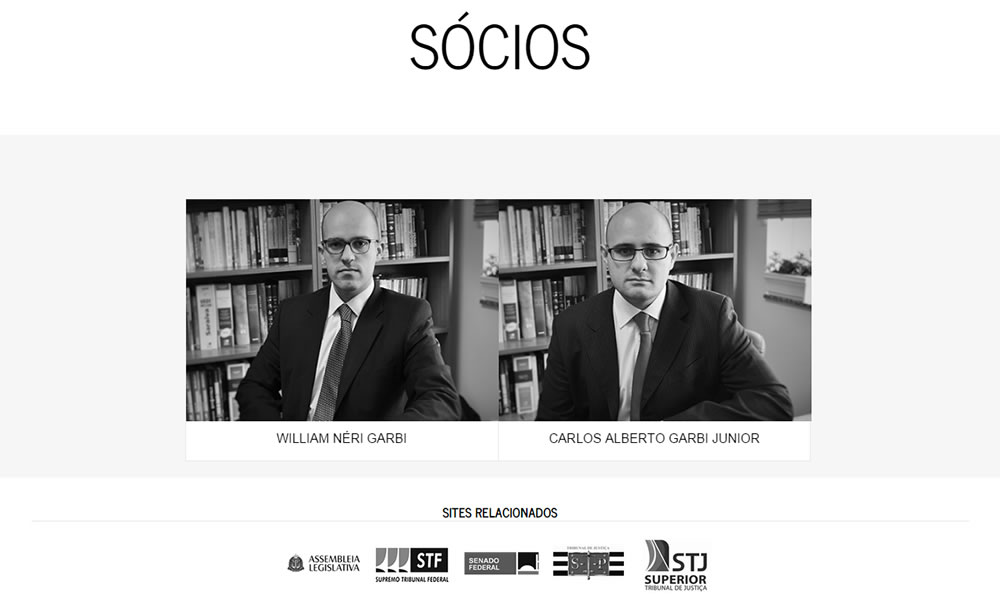 SÓCIOS
Saraiva
WILLIAM NÉRI GARBI
CARLOS ALBERTO GARBI JUNIOR
SITES RELACIONADOS
ASSEMBLEIA
LEGISLATIVA
STF
SUPREMO TRIBUNAL FEDERAL
SENADO
FEDERAL
TRIBUNAL DE JUSTIÇA
S P
STJ
SUPERIOR
TRIBUNAL DE JUSTIÇA